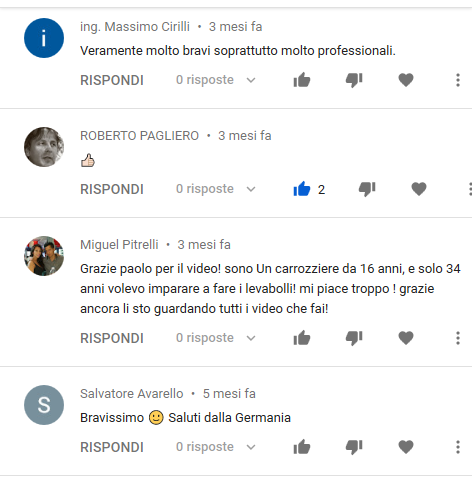 i
ing. Massimo Cirilli • 3 mesi fa
Veramente molto bravi soprattutto molto professionali.
RISPONDI 0 risposte
ROBERTO PAGLIERO • 3 mesi fa
👍🏻
RISPONDI 0 risposte 2
Miguel Pitrelli • 3 mesi fa
Grazie paolo per il video! sono Un carrozziere da 16 anni, e solo 34
anni volevo imparare a fare i levabolli! mi piace troppo ! grazie
ancora li sto guardando tutti i video che fai!
RISPONDI 0 risposte
S
Salvatore Avarello • 5 mesi fa
Bravissimo 🙂 Saluti dalla Germania
RISPONDI 0 risposte